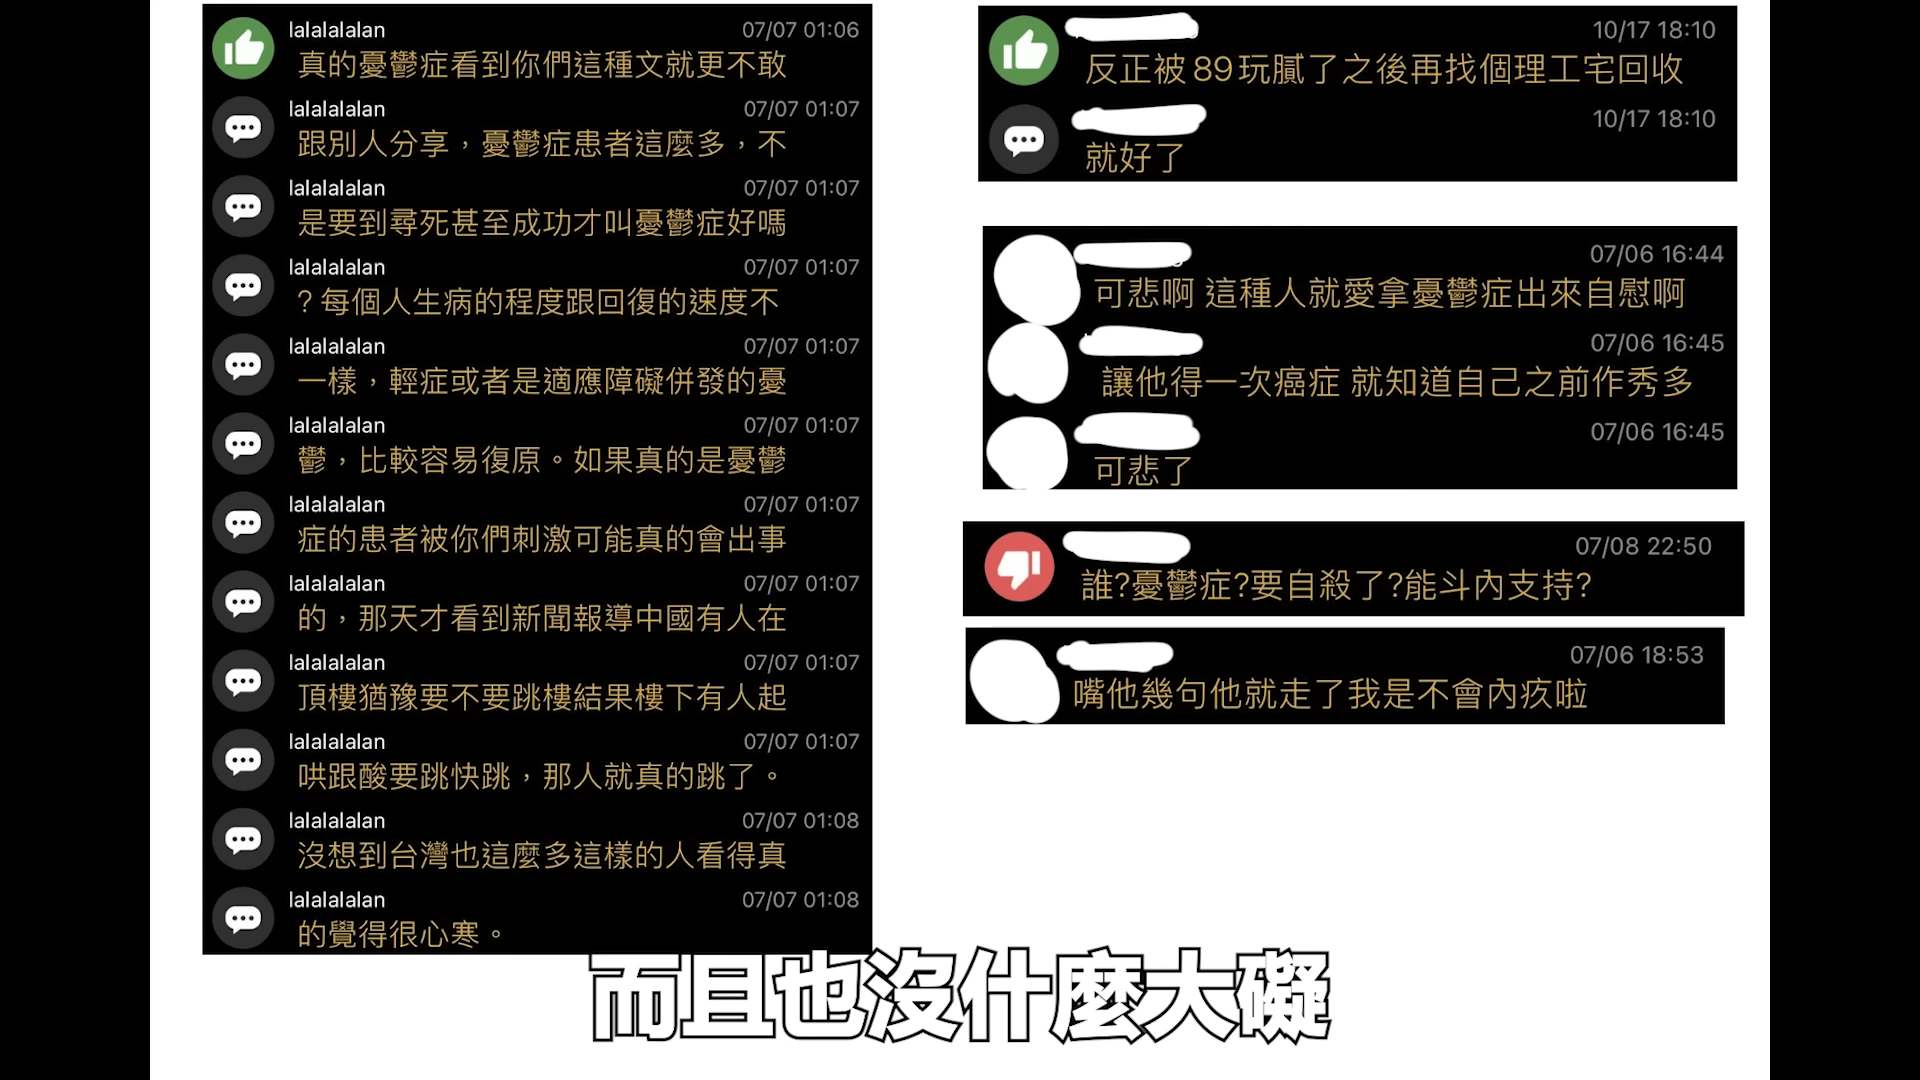 lalalalalan 07/07 01:06
真的憂鬱症看到你們這種文就更不敢
lalalalalan 07/07 01:07
跟別人分享，憂鬱症患者這麼多，不
lalalalalan 07/07 01:07
是要到尋死甚至成功才叫憂鬱症好嗎
lalalalalan 07/07 01:07
？每個人生病的程度跟回復的速度不
lalalalalan 07/07 01:07
一樣，輕症或者是適應障礙併發的憂
lalalalalan 07/07 01:07
鬱，比較容易復原。如果真的是憂鬱
lalalalalan 07/07 01:07
症的患者被你們刺激可能真的會出事
lalalalalan 07/07 01:07
的，那天才看到新聞報導中國有人在
lalalalalan 07/07 01:07
頂樓猶豫要不要跳樓結果樓下有人起
lalalalalan 07/07 01:07
哄跟酸要跳快跳，那人就真的跳了。
lalalalalan 07/07 01:08
沒想到台灣也這麼多這樣的人看得真
lalalalalan 07/07 01:08
的覺得很心寒。
10/17 18:10
反正被89玩膩了之後再找個理工宅回收
10/17 18:10
就好了
07/06 16:44
可悲啊 這種人就愛拿憂鬱症出來自慰啊
07/06 16:45
讓他得一次癌症 就知道自己之前作秀多
07/06 16:45
可悲了
07/08 22:50
誰?憂鬱症?要自殺了?能斗內支持?
07/06 18:53
嘴他幾句他就走了我是不會內疚啦
而且也沒什麼大礙